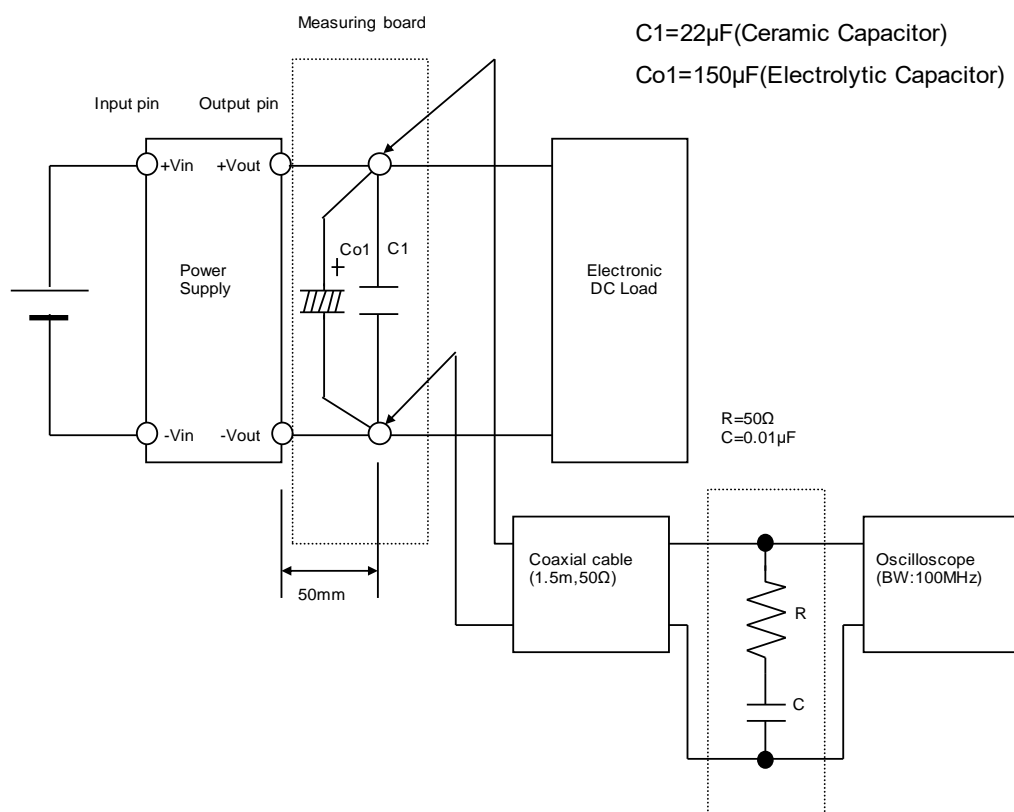 Measuring board
C1=22µF(Ceramic Capacitor)
Co1=150µF(Electrolytic Capacitor)
Input pin
Output pin
+Vin
+Vout
Co1
C1
+
Power
Supply
Electronic
DC Load
-Vin
-Vout
R=50Ω
C=0.01µF
50mm
Coaxial cable
(1.5m,50Ω)
Oscilloscope
(BW:100MHz)
R
C